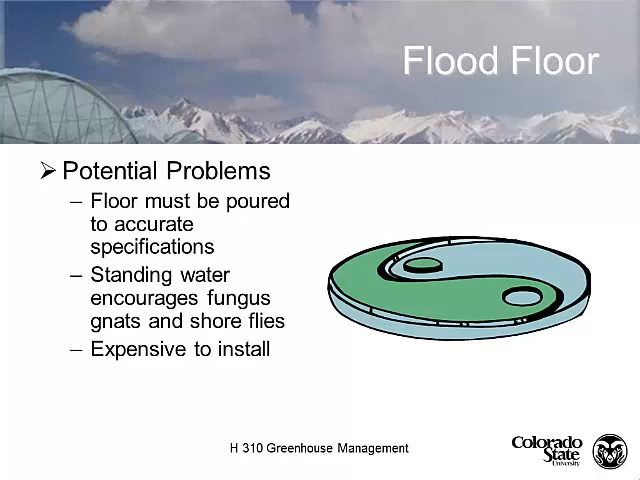 Flood Floor
Potential Problems
– Floor must be poured
to accurate
specifications
– Standing water
encourages fungus
gnats and shore flies
– Expensive to install
H 310 Greenhouse Management
Colorado
State
University